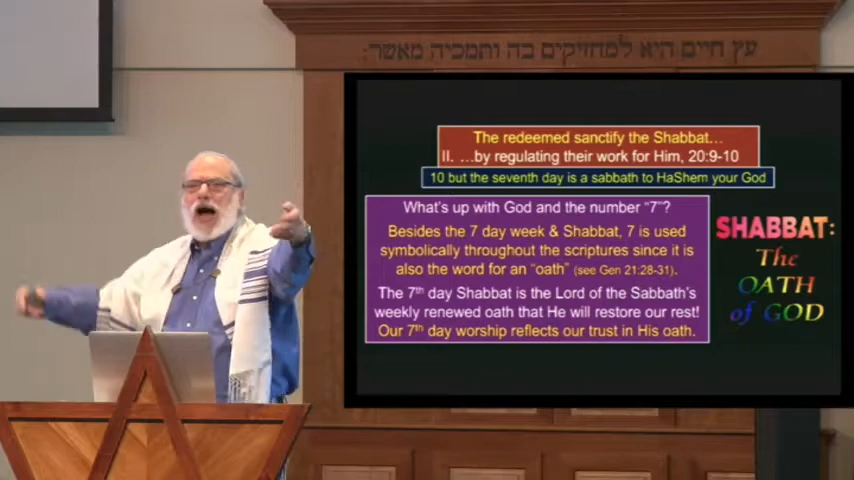 עץ חיים היא למחזיקים בה ותמכיה מאשר:
The redeemed sanctify the Shabbat…
II. …by regulating their work for Him, 20:9-10
10 but the seventh day is a sabbath to HaShem your God
What's up with God and the number "7"?
Besides the 7 day week & Shabbat, 7 is used
symbolically throughout the scriptures since it is
also the word for an "oath" (see Gen 21:28-31).
The 7th day Shabbat is the Lord of the Sabbath's
weekly renewed oath that He will restore our rest!
Our 7th day worship reflects our trust in His oath.
SHABBAT:
The
OATH
of GOD